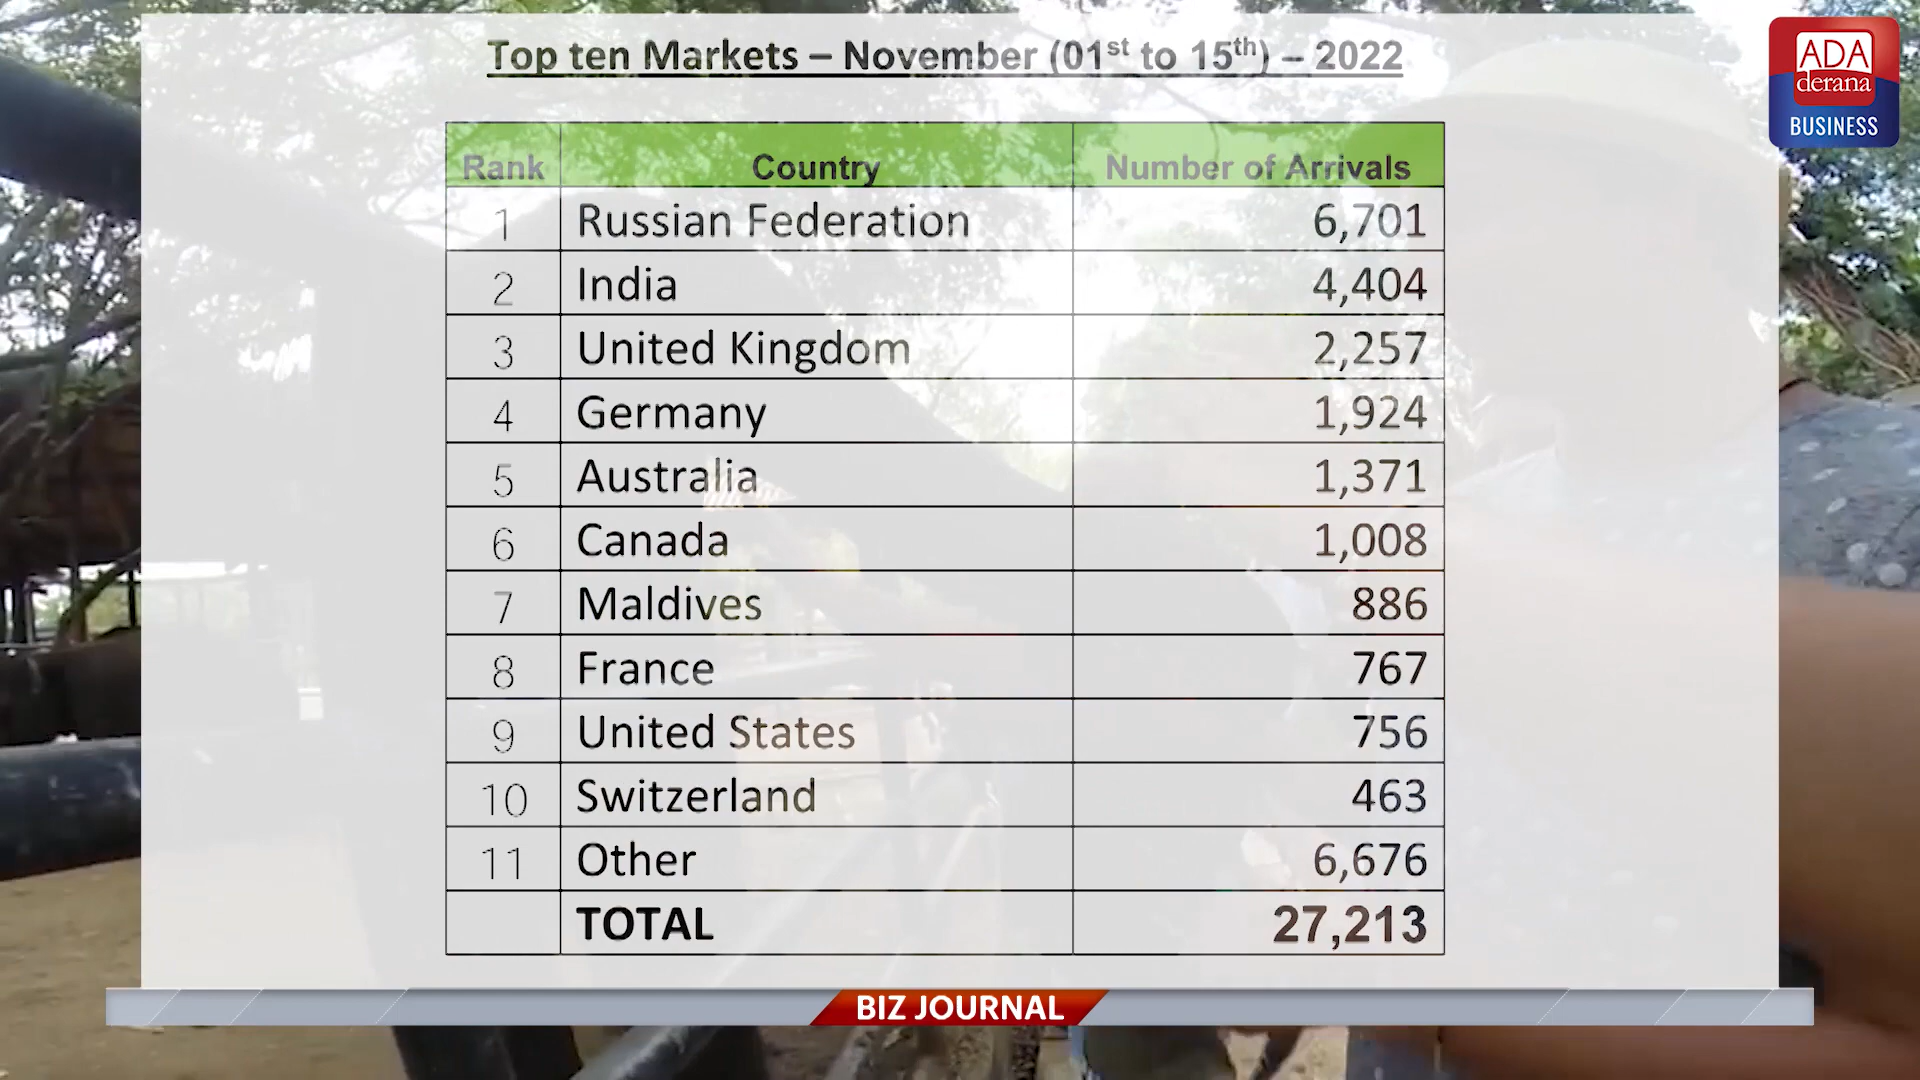 Top ten Markets – November (01st to 15th) – 2022
ADA
derana
BUSINESS
Rank Country Number of Arrivals
1 Russian Federation 6,701
2 India 4,404
3 United Kingdom 2,257
4 Germany 1,924
5 Australia 1,371
6 Canada 1,008
7 Maldives 886
8 France 767
9 United States 756
10 Switzerland 463
11 Other 6,676
TOTAL 27,213
BIZ JOURNAL